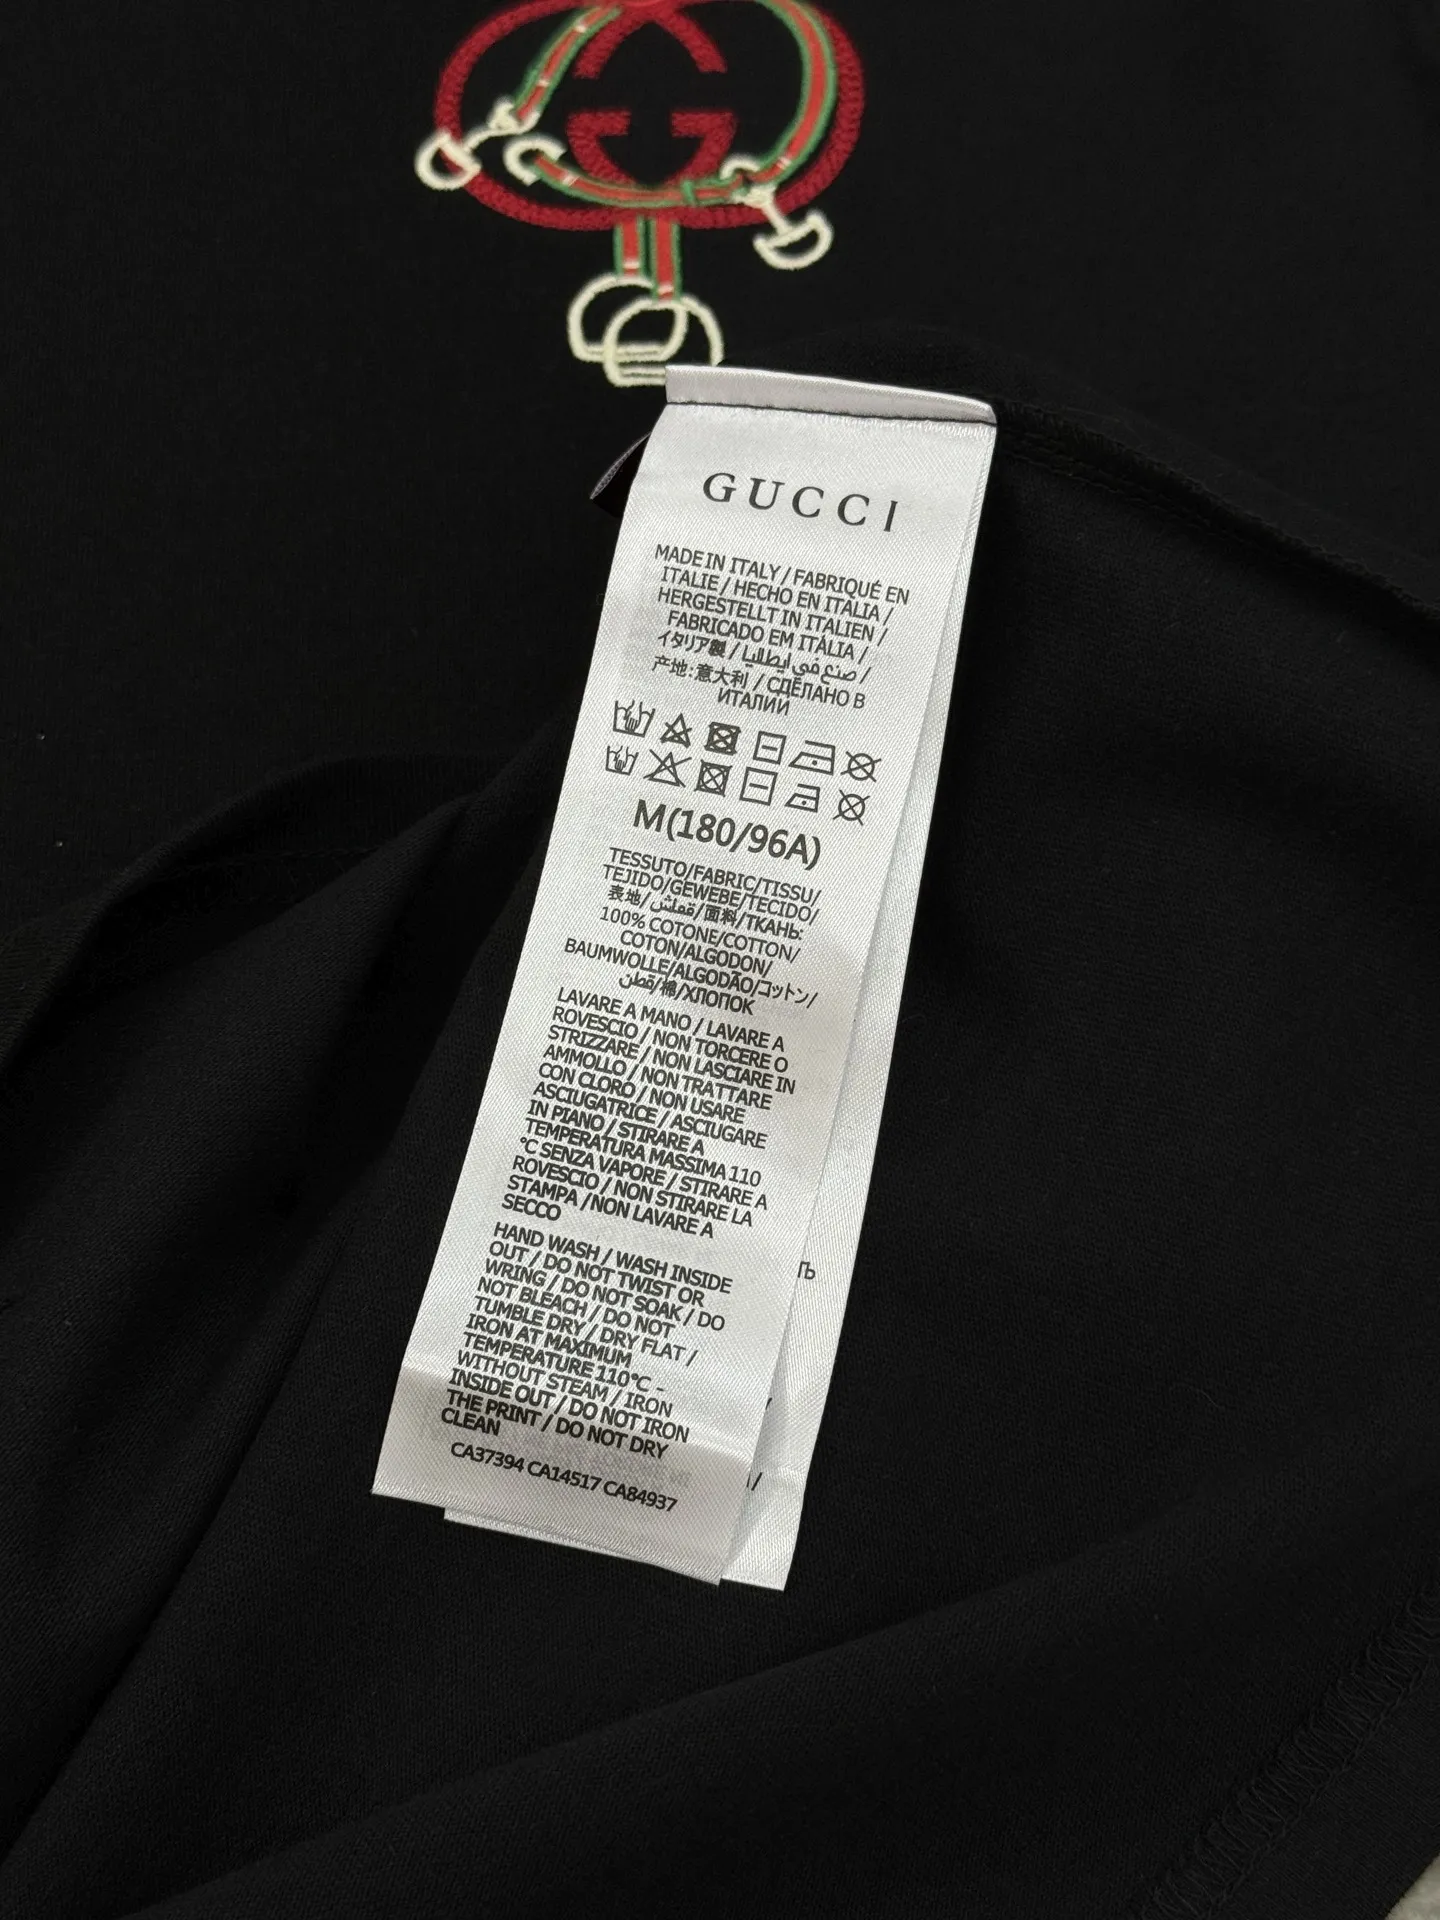 GUCCI
MADE IN ITALY / FABRIQUÉ EN
ITALIE / HECHO EN ITALIA /
HERGESTELLT IN ITALIEN /
FABRICADO EM ITÁLIA /
イタリア製 / صنع في ايطاليا /
产地:意大利 / СДЕЛАНО В
ИТАЛИИ
M(180/96A)
TESSUTO/FABRIC/TISSU/
TEJIDO/GEWEBE/TECIDO/
表地/قماش/面料/ТКАНЬ:
100% COTONE/COTTON/
COTON/ALGODON/
BAUMWOLLE/ALGODÃO/コットン/
قطن/棉/ХЛОПОК
LAVARE A MANO / LAVARE A
ROVESCIO / NON TORCERE O
STRIZZARE / NON LASCIARE IN
AMMOLLO / NON TRATTARE
CON CLORO / NON USARE
ASCIUGATRICE / ASCIUGARE
IN PIANO / STIRARE A
TEMPERATURA MASSIMA 110
°C SENZA VAPORE / STIRARE A
ROVESCIO / NON STIRARE LA
STAMPA /NON LAVARE A
SECCO
HAND WASH / WASH INSIDE
OUT / DO NOT TWIST OR
WRING / DO NOT SOAK / DO
NOT BLEACH / DO NOT
TUMBLE DRY / DRY FLAT /
IRON AT MAXIMUM
TEMPERATURE 110°C -
WITHOUT STEAM / IRON
INSIDE OUT / DO NOT IRON
THE PRINT / DO NOT DRY
CLEAN
CA37394 CA14517 CA84937